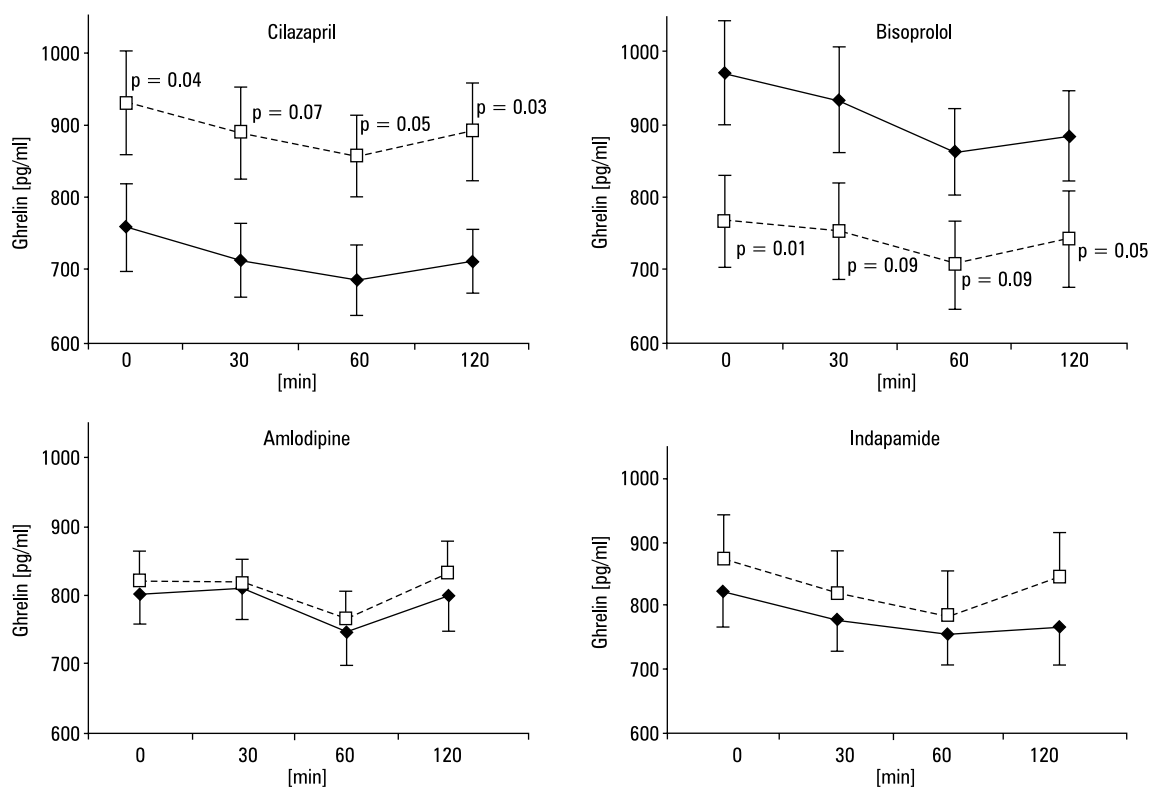 Cilazapril
Ghrelin [pg/ml]
1000
900
800
700
600
p = 0.04
p = 0.07
p = 0.05
p = 0.03
0 30 60 120
[min]
Bisoprolol
Ghrelin [pg/ml]
1000
900
800
700
600
p = 0.01
p = 0.09
p = 0.09
p = 0.05
0 30 60 120
[min]
Amlodipine
Ghrelin [pg/ml]
1000
900
800
700
600
0 30 60 120
[min]
Indapamide
Ghrelin [pg/ml]
1000
900
800
700
600
0 30 60 120
[min]